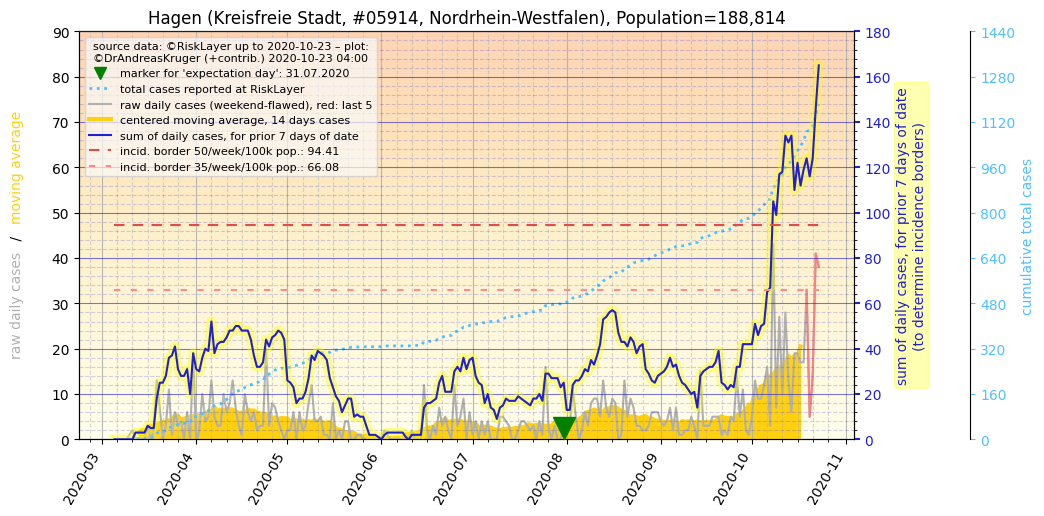 Hagen (Kreisfreie Stadt, #05914, Nordrhein-Westfalen), Population=188,814
source data: ©RiskLayer up to 2020-10-23 – plot:
©DrAndreasKruger (+contrib.) 2020-10-23 04:00
marker for 'expectation day': 31.07.2020
total cases reported at RiskLayer
raw daily cases (weekend-flawed), red: last 5
centered moving average, 14 days cases
sum of daily cases, for prior 7 days of date
incid. border 50/week/100k pop.: 94.41
incid. border 35/week/100k pop.: 66.08
raw daily cases / moving average
90
80
70
60
50
40
30
20
10
0
180
160
140
120
100
80
60
40
20
0
sum of daily cases, for prior 7 days of date
(to determine incidence borders)
1440
1280
1120
960
800
640
480
320
160
0
cumulative total cases
2020-03
2020-04
2020-05
2020-06
2020-07
2020-08
2020-09
2020-10
2020-11